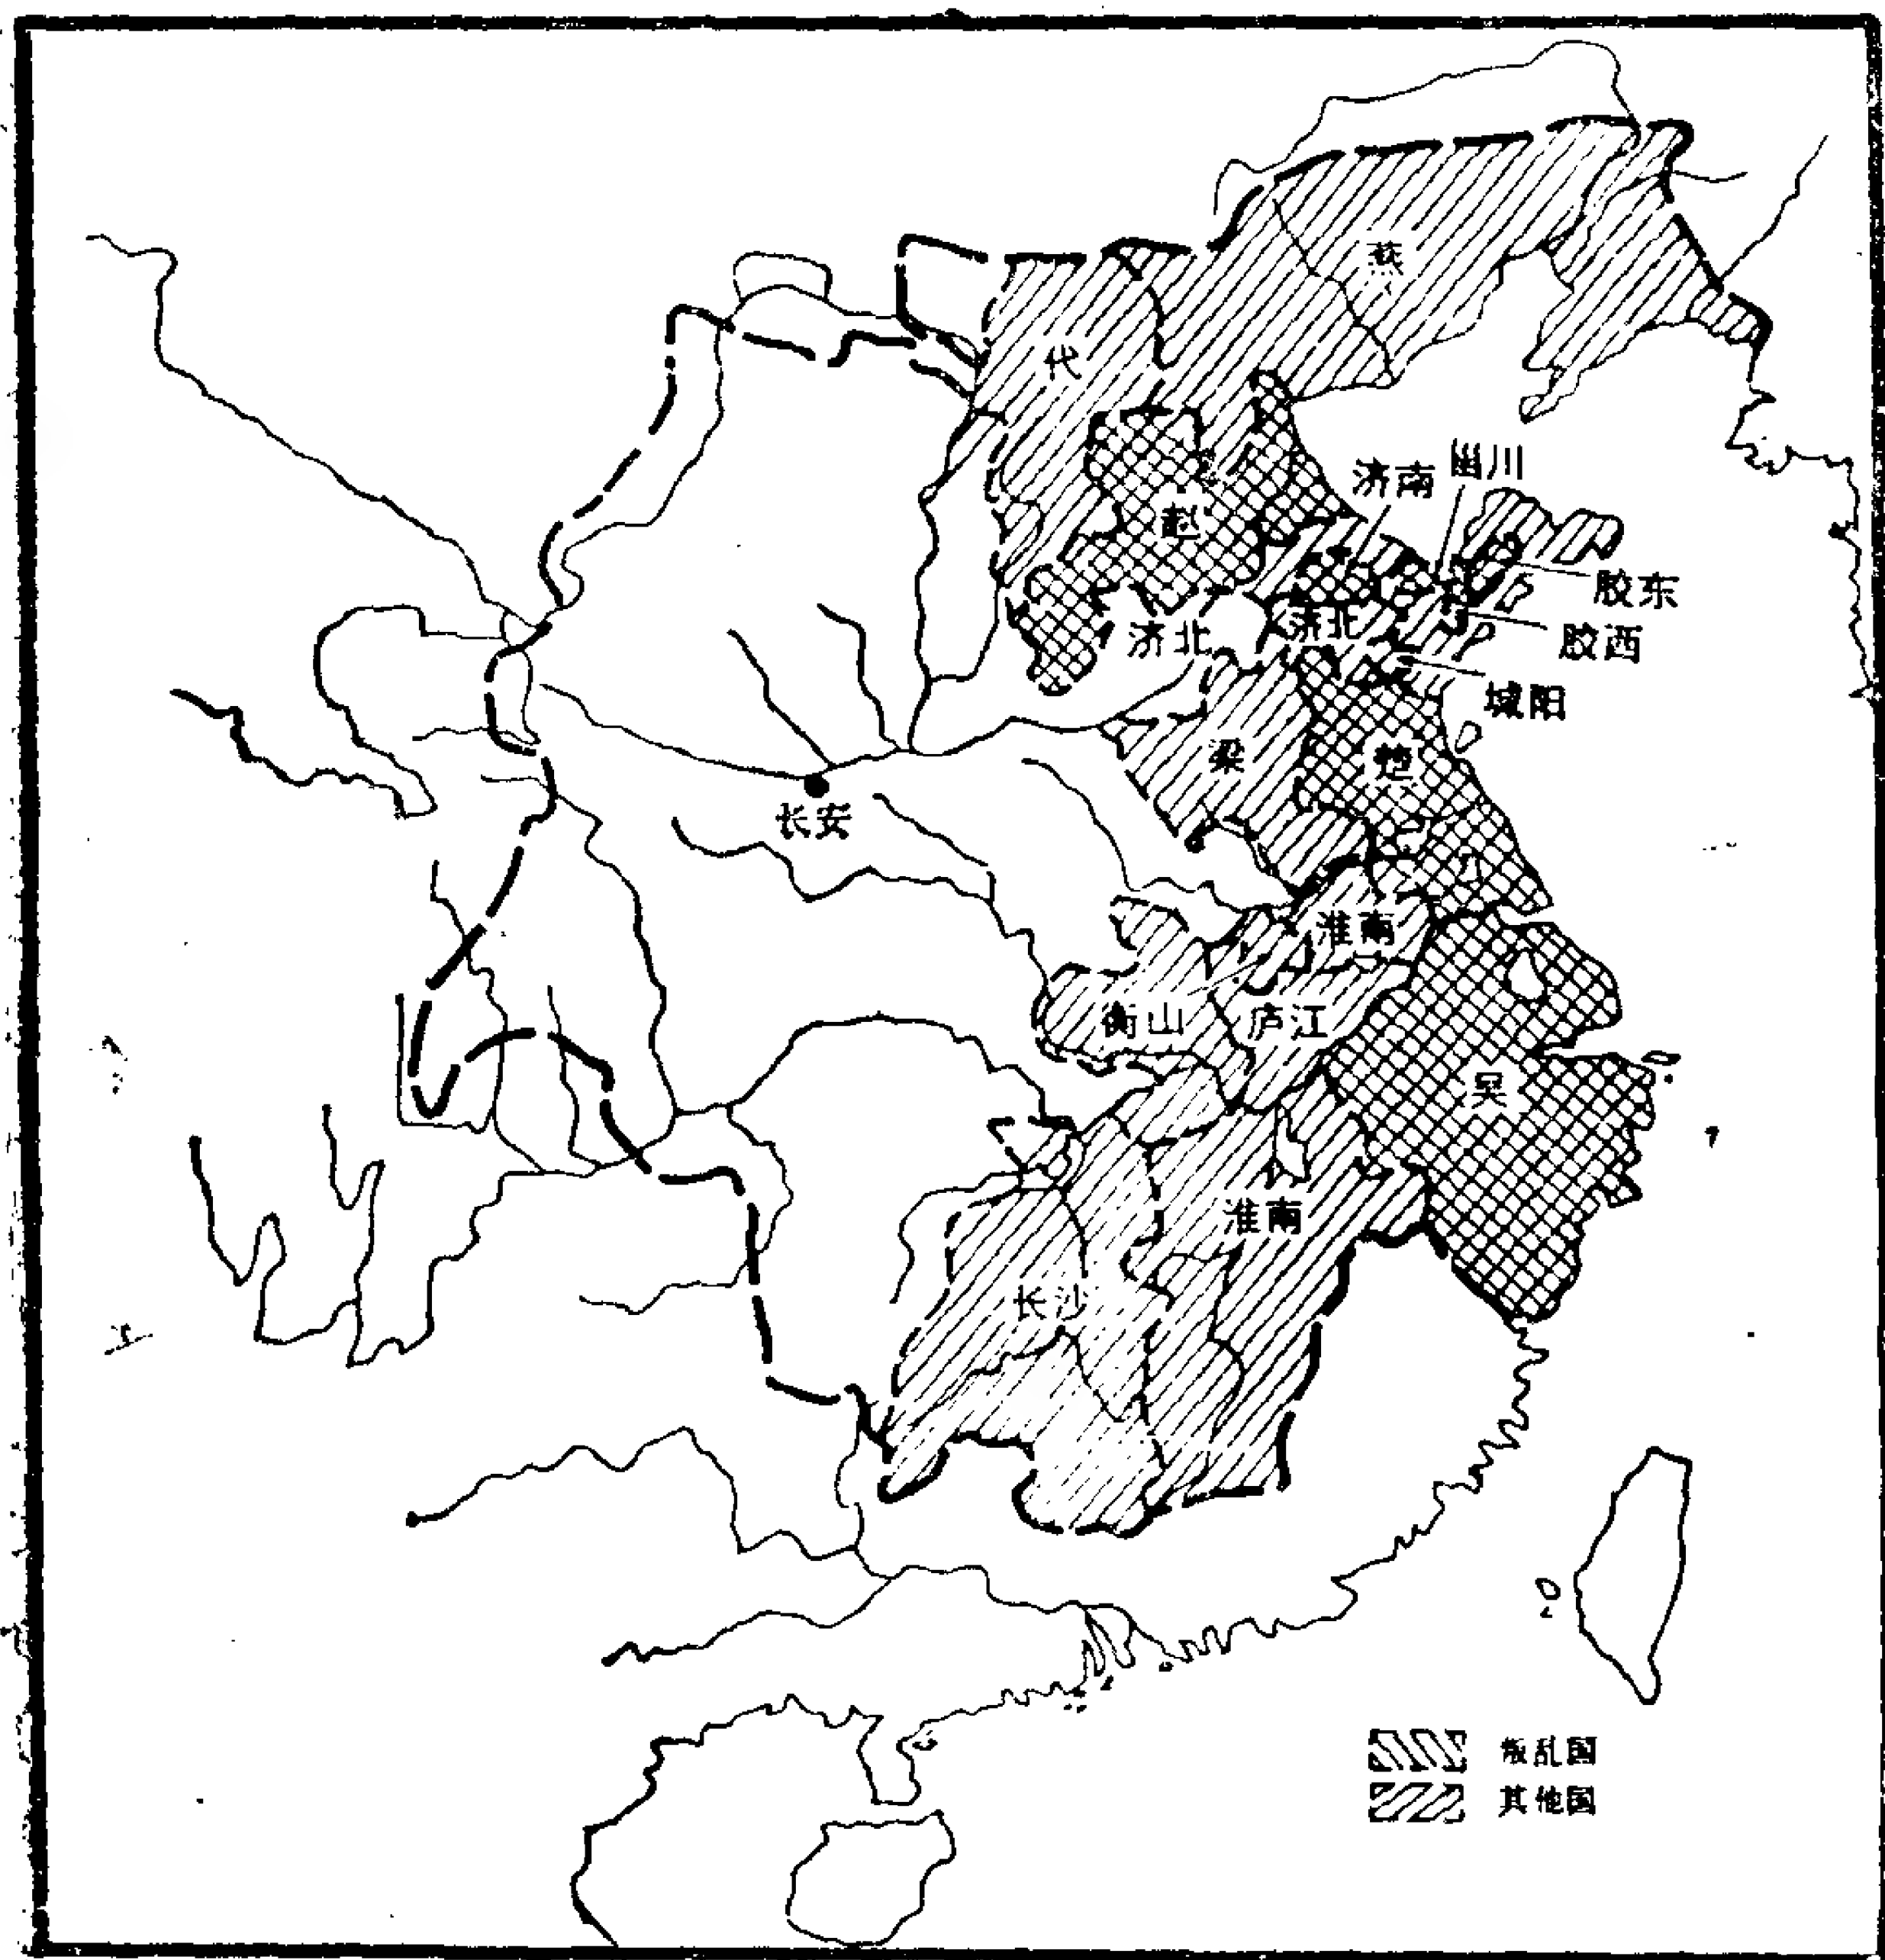 燕
代
济南
甾川
赵
胶东
济北
济北
胶西
城阳
梁
楚
长安
淮南
衡山
庐江
吴
淮南
长沙
叛乱国
其他国